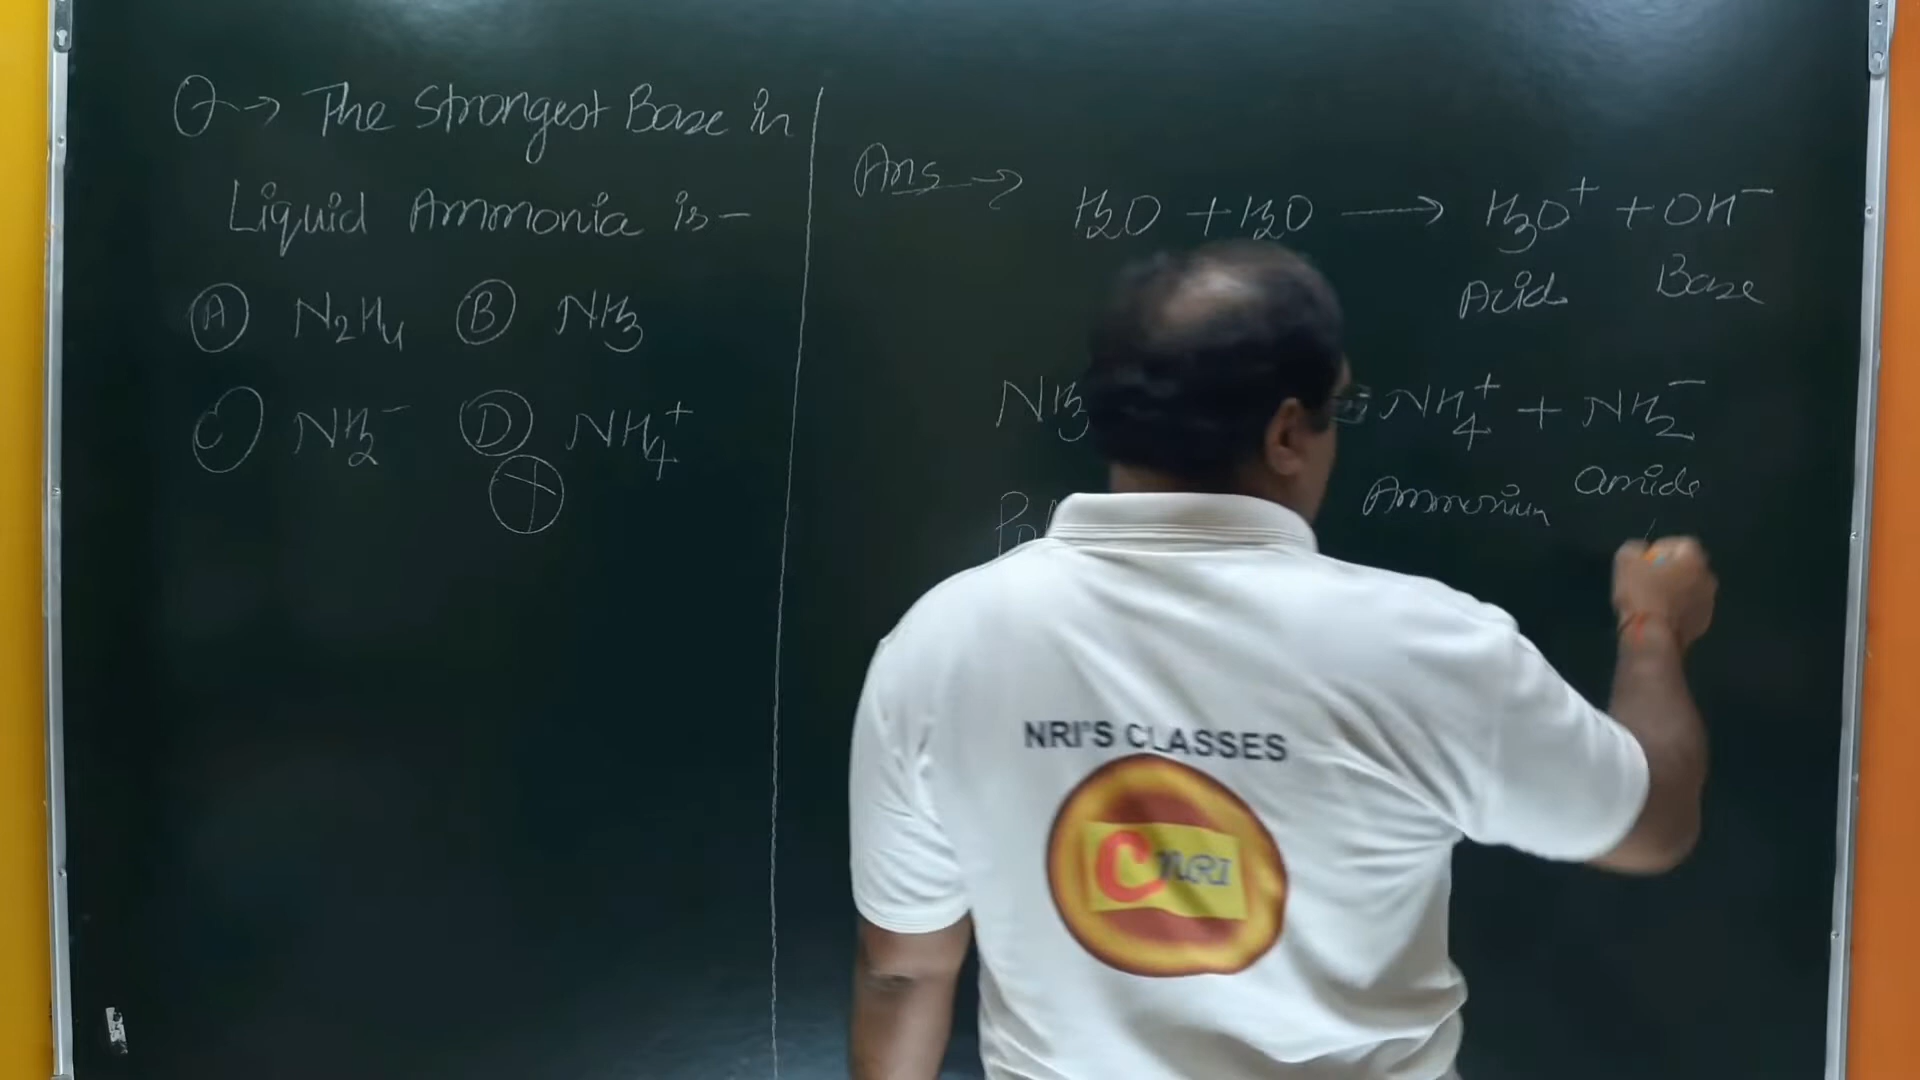 Q → The Strongest Base in
Liquid Ammonia is –
(A) N₂H₄ (B) NH₃
(C) NH₂⁻ (D) NH₄⁺
Ans →
H₂O + H₂O → H₃O⁺ + OH⁻
Acid Base
NH₃ NH₄⁺ + NH₂⁻
Ammonium amide
NRI'S CLASSES
C NRI